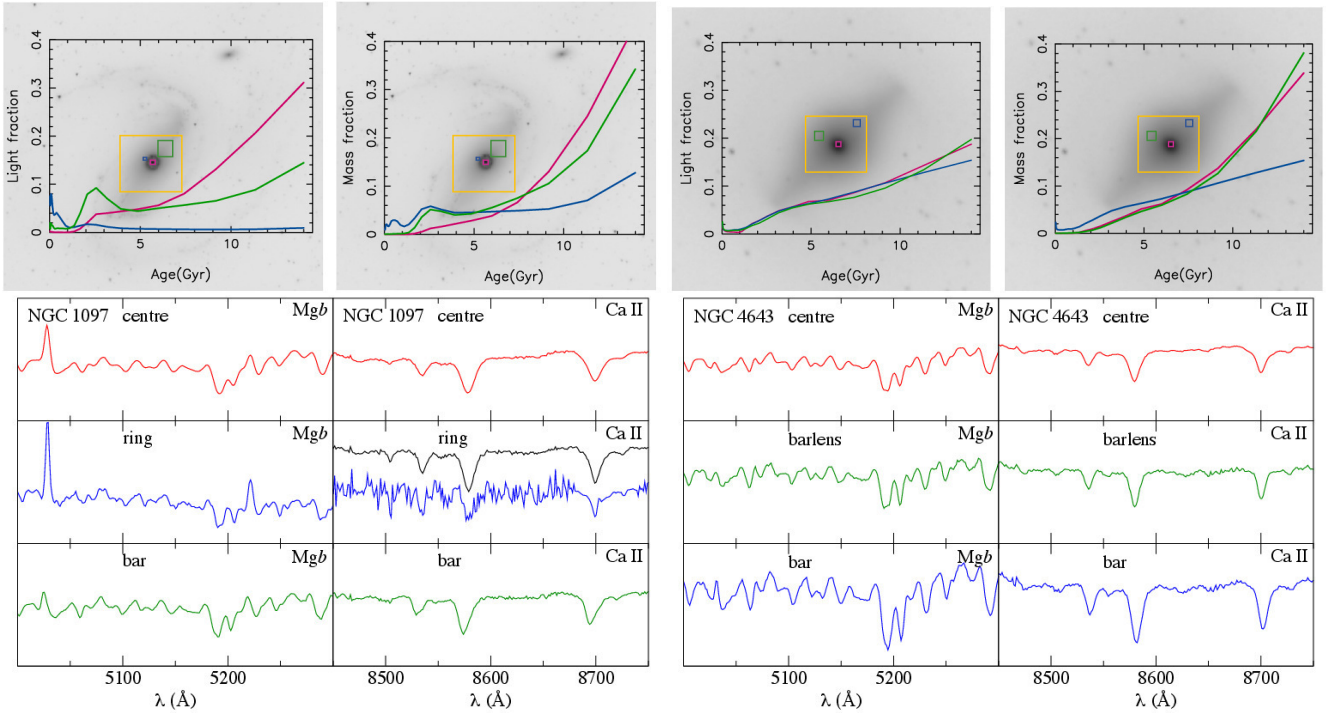 0.4 0.4 0.4 0.4
Light fraction Mass fraction Light fraction Mass fraction
0.3 0.3 0.3 0.3
0.2 0.2 0.2 0.2
0.1 0.1 0.1 0.1
0 0 0 0
0 5 10 0 5 10 0 5 10 0 5 10
Age(Gyr) Age(Gyr) Age(Gyr) Age(Gyr)
NGC 1097 centre Mgb NGC 1097 centre Ca II NGC 4643 centre Mgb NGC 4643 centre Ca II
ring Mgb ring Ca II barlens Mgb barlens Ca II
bar Mgb bar Ca II bar Mgb bar Ca II
5100 5200 8500 8600 8700 5100 5200 8500 8600 8700
λ (Å) λ (Å) λ (Å) λ (Å)